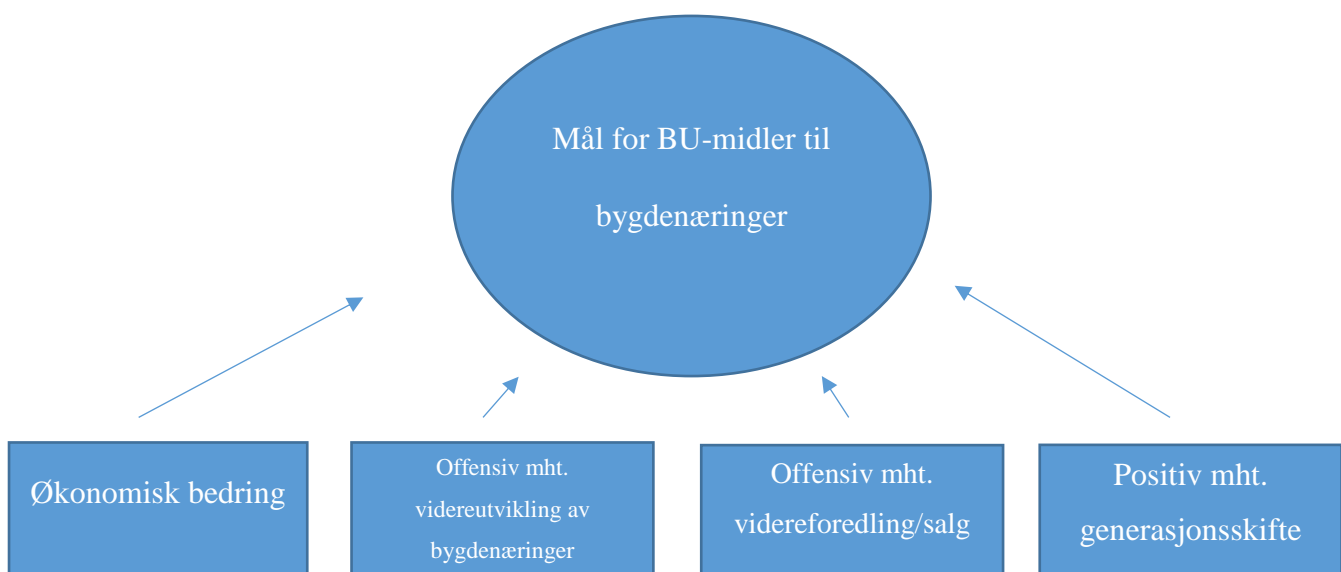 Mål for BU-midler til
bygdenæringer
Økonomisk bedring
Offensiv mht.
videreutvikling av
bygdenæringer
Offensiv mht.
videreforedling/salg
Positiv mht.
generasjonsskifte